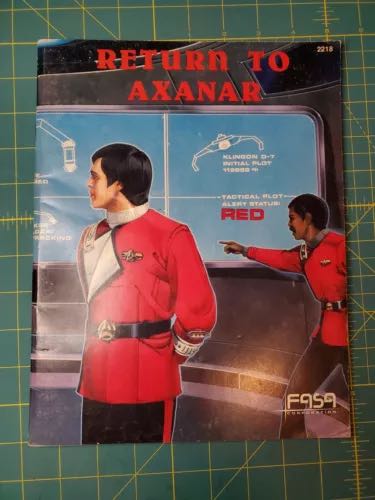 RETURN TO
AXANAR
2218
KLINGON D-7
INITIAL PLOT
TACTICAL PLOT
ALERT STATUS:
RED
FASA
CORPORATION